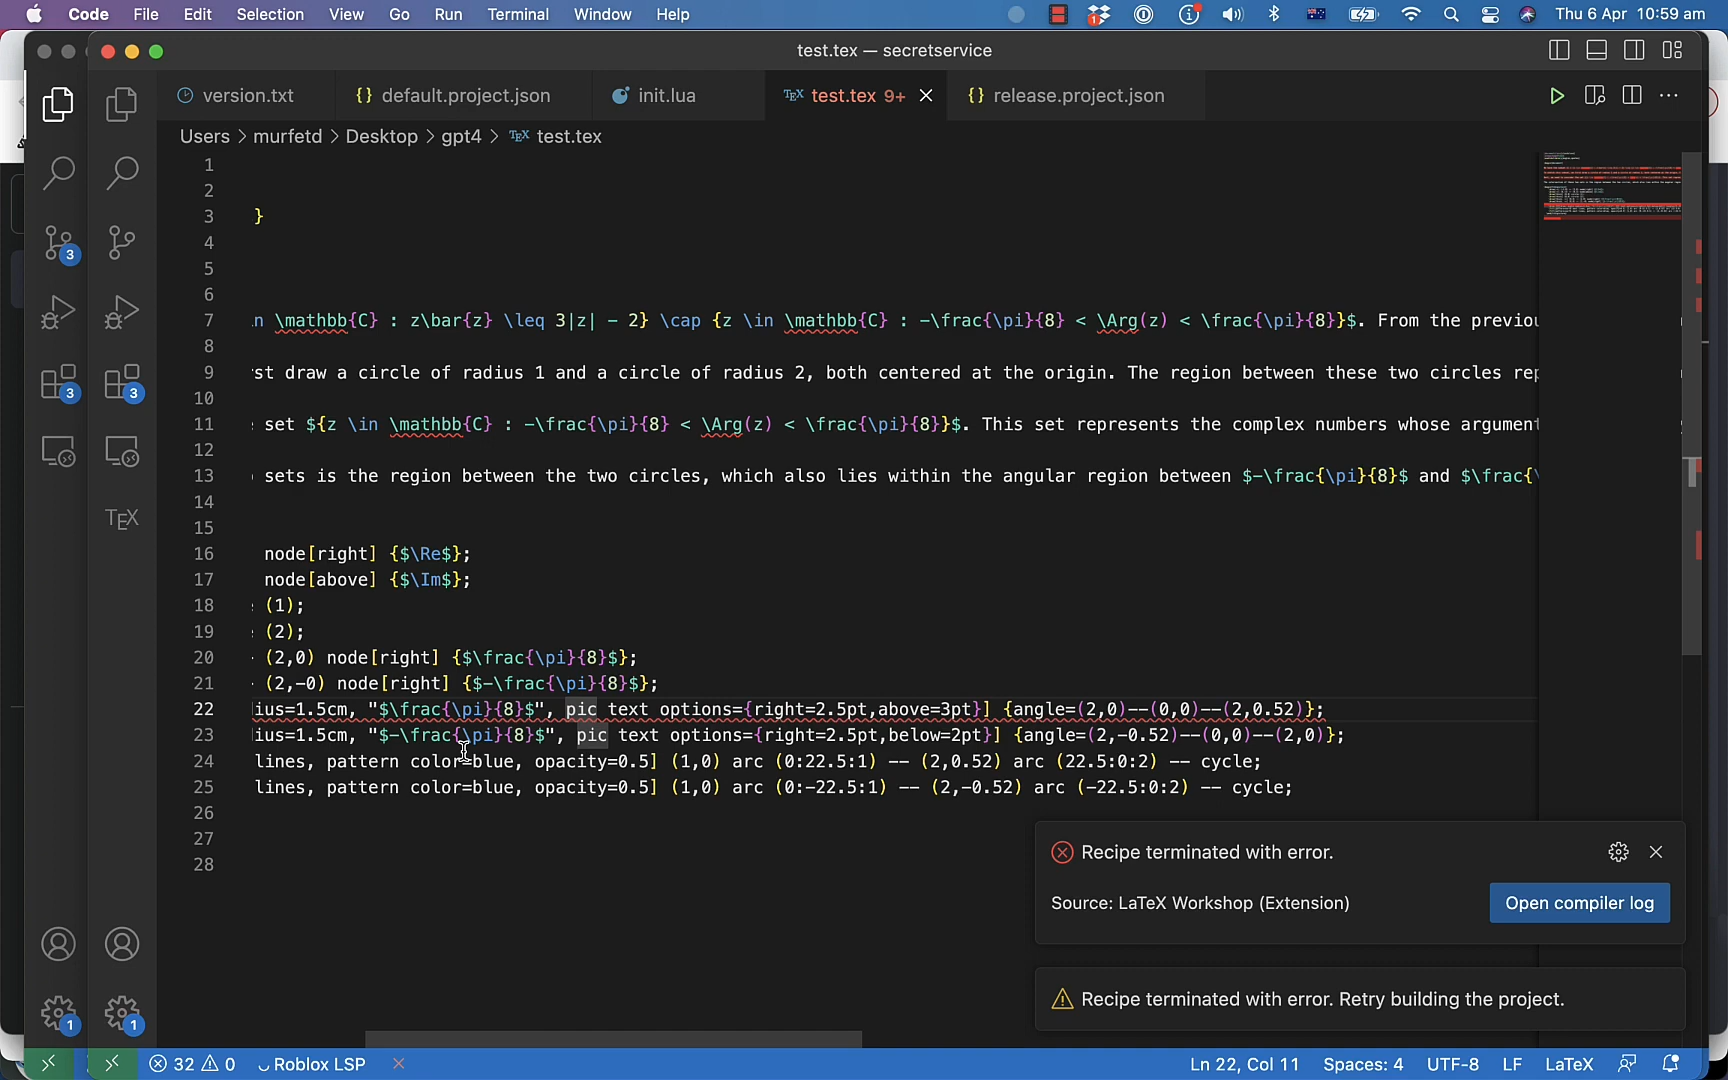 Code File Edit Selection View Go Run Terminal Window Help 1 Thu 6 Apr 10:59 am
test.tex — secretservice
version.txt {} default.project.json init.lua TEX test.tex 9+ {} release.project.json
Users > murfetd > Desktop > gpt4 > TEX test.tex
1
2
3 }
4
5
6
7 n \mathbb{C} : z\bar{z} \leq 3|z| - 2} \cap {z \in \mathbb{C} : -\frac{\pi}{8} < \Arg(z) < \frac{\pi}{8}}$. From the previou
8
9 st draw a circle of radius 1 and a circle of radius 2, both centered at the origin. The region between these two circles rep
10
11 set ${z \in \mathbb{C} : -\frac{\pi}{8} < \Arg(z) < \frac{\pi}{8}}$. This set represents the complex numbers whose argument
12
13 sets is the region between the two circles, which also lies within the angular region between $-\frac{\pi}{8}$ and $\frac{\
14
15
16 node[right] {$\Re$};
17 node[above] {$\Im$};
18 (1);
19 (2);
20 (2,0) node[right] {$\frac{\pi}{8}$};
21 (2,-0) node[right] {$-\frac{\pi}{8}$};
22 ius=1.5cm, "$\frac{\pi}{8}$", pic text options={right=2.5pt,above=3pt}] {angle=(2,0)--(0,0)--(2,0.52)};
23 ius=1.5cm, "$-\frac{\pi}{8}$", pic text options={right=2.5pt,below=2pt}] {angle=(2,-0.52)--(0,0)--(2,0)};
24 lines, pattern color=blue, opacity=0.5] (1,0) arc (0:22.5:1) -- (2,0.52) arc (22.5:0:2) -- cycle;
25 lines, pattern color=blue, opacity=0.5] (1,0) arc (0:-22.5:1) -- (2,-0.52) arc (-22.5:0:2) -- cycle;
26
27
28
3
3 3
TEX
1 1
Recipe terminated with error.
Source: LaTeX Workshop (Extension) Open compiler log
Recipe terminated with error. Retry building the project.
32 0 Roblox LSP Ln 22, Col 11 Spaces: 4 UTF-8 LF LaTeX